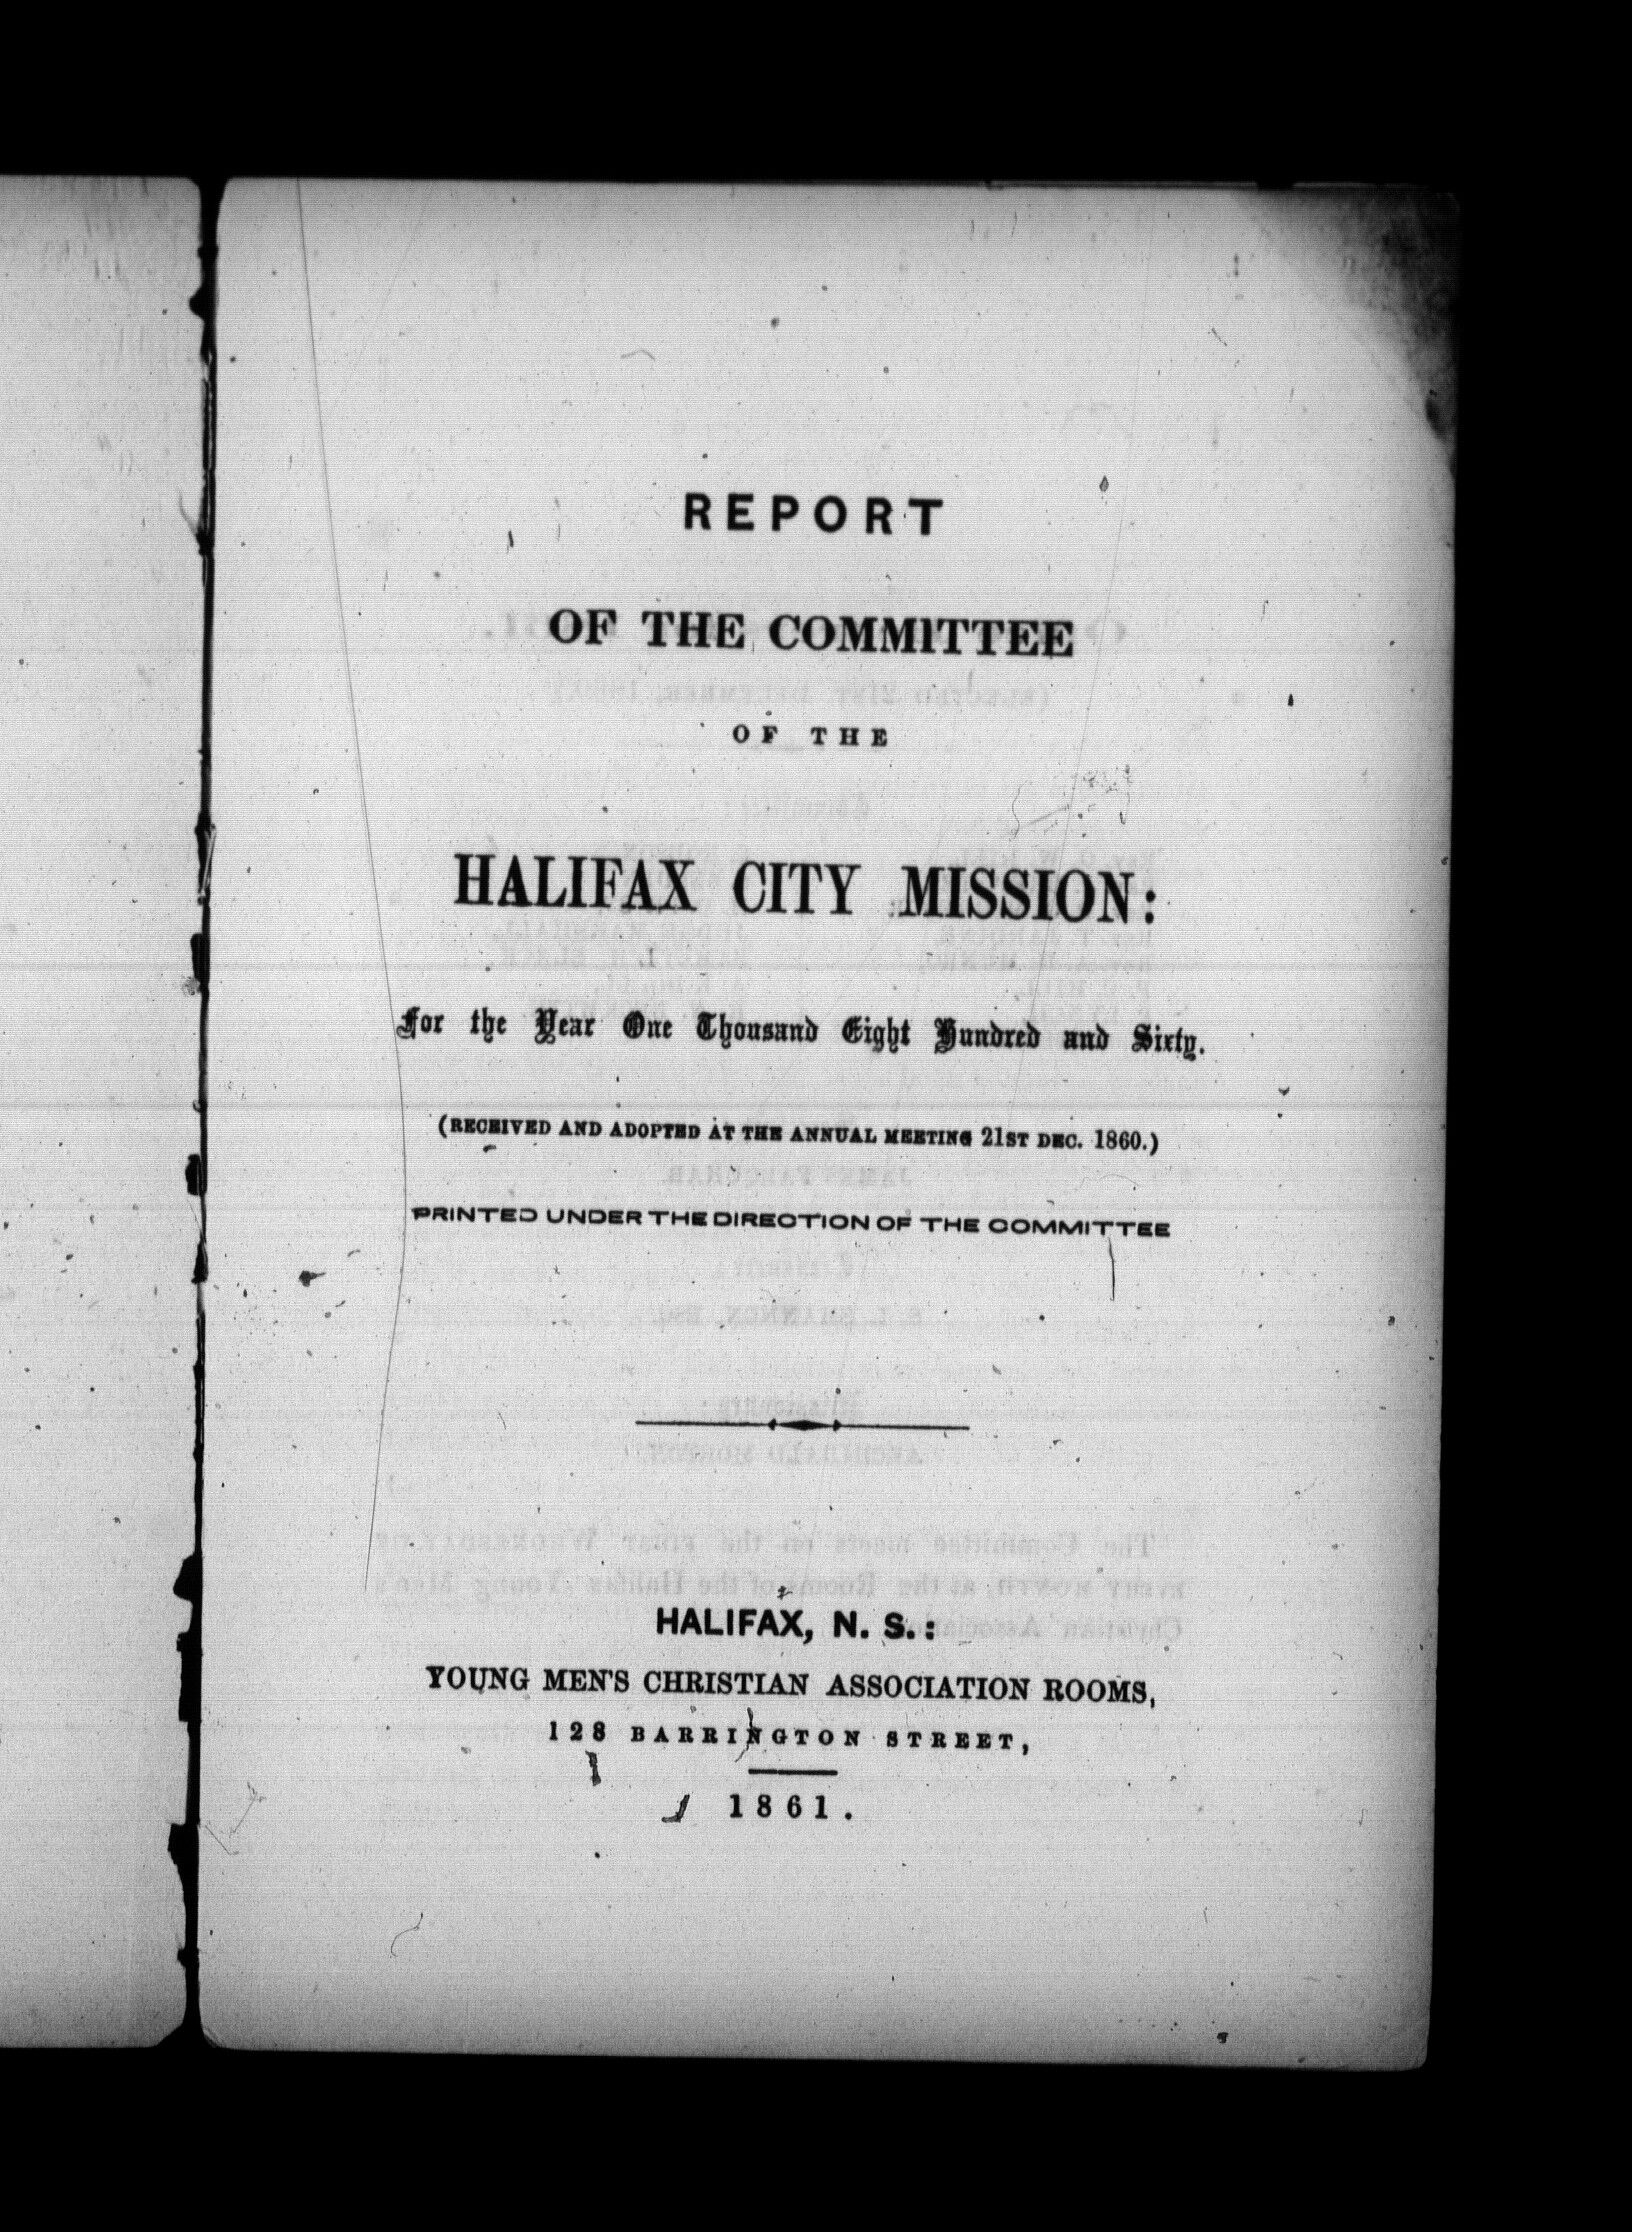 REPORT
OF THE COMMITTEE
OF THE
HALIFAX CITY MISSION:
For the Year One Thousand Eight Hundred and Sixty.
(RECEIVED AND ADOPTED AT THE ANNUAL MEETING 21ST DEC. 1860.)
PRINTED UNDER THE DIRECTION OF THE COMMITTEE
HALIFAX, N. S.:
YOUNG MEN'S CHRISTIAN ASSOCIATION ROOMS,
128 BARRINGTON STREET,
1861.